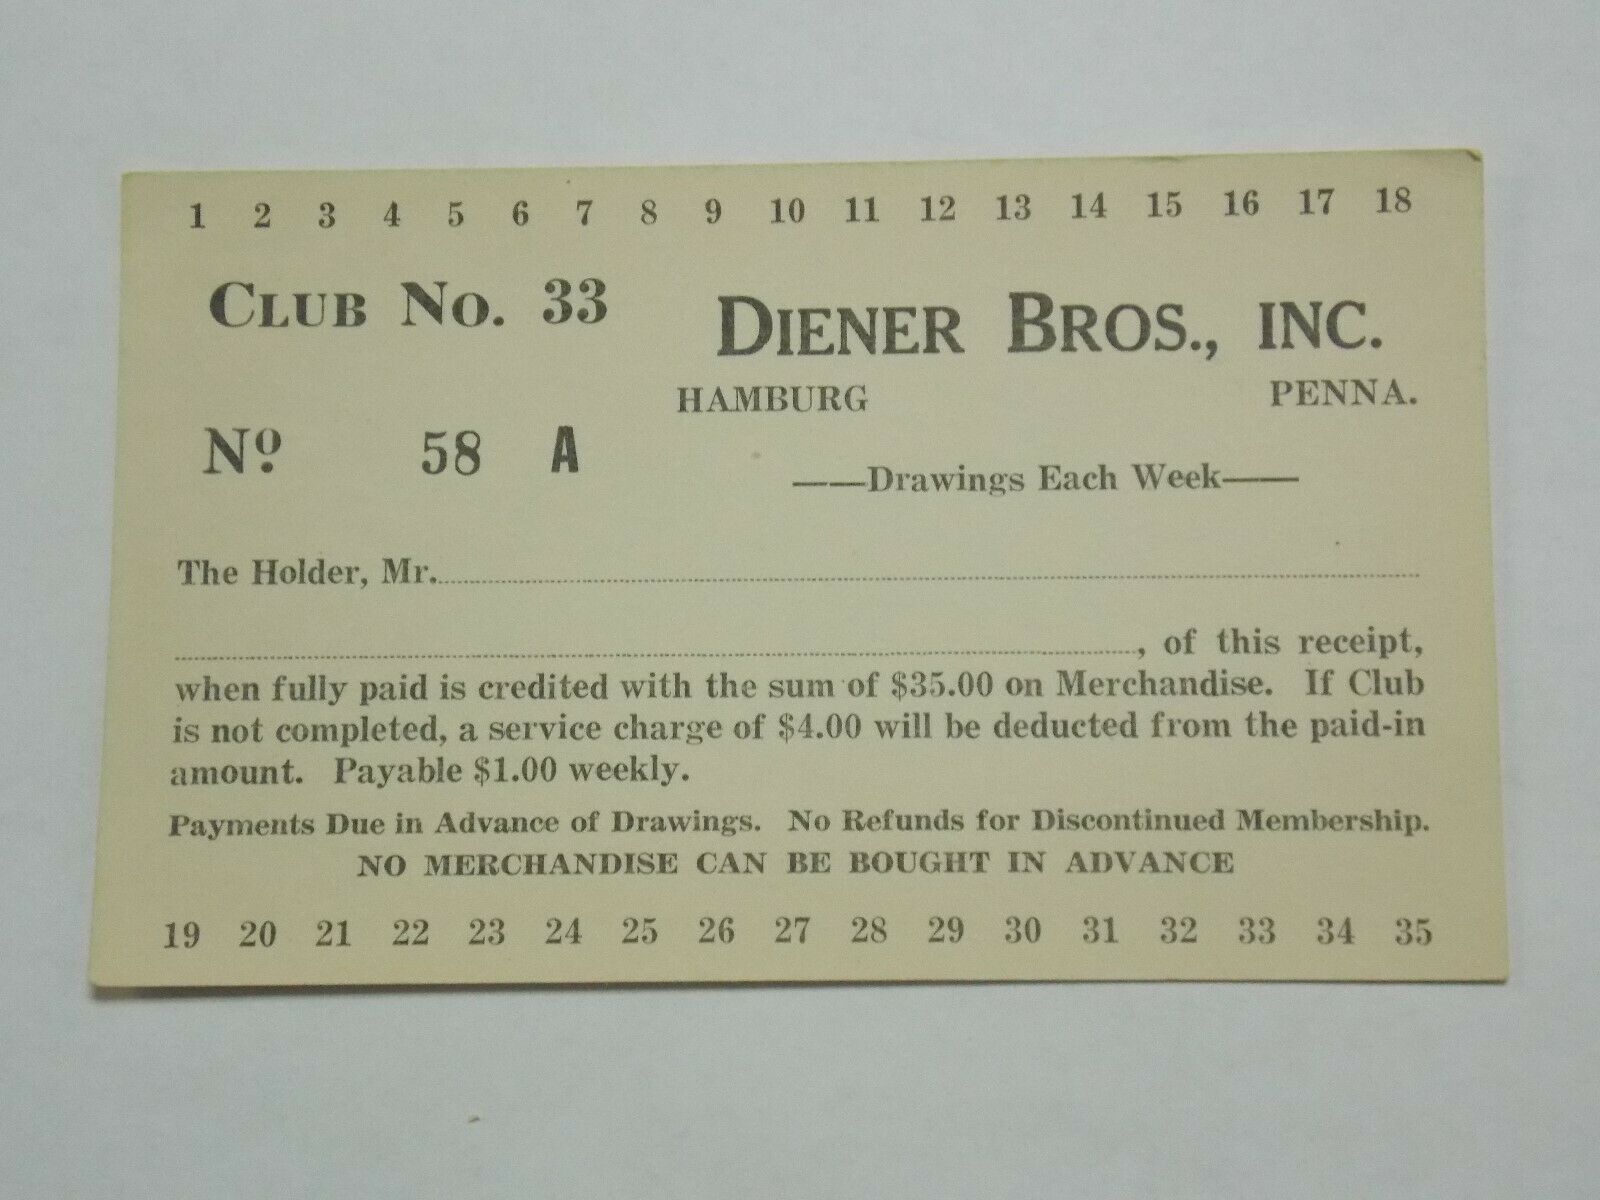 1 2 3 4 5 6 7 8 9 10 11 12 13 14 15 16 17 18
CLUB NO. 33
DIENER BROS., INC.
HAMBURG PENNA.
Nº 58 A
——Drawings Each Week——
The Holder, Mr.
, of this receipt,
when fully paid is credited with the sum of $35.00 on Merchandise. If Club
is not completed, a service charge of $4.00 will be deducted from the paid-in
amount. Payable $1.00 weekly.
Payments Due in Advance of Drawings. No Refunds for Discontinued Membership.
NO MERCHANDISE CAN BE BOUGHT IN ADVANCE
19 20 21 22 23 24 25 26 27 28 29 30 31 32 33 34 35